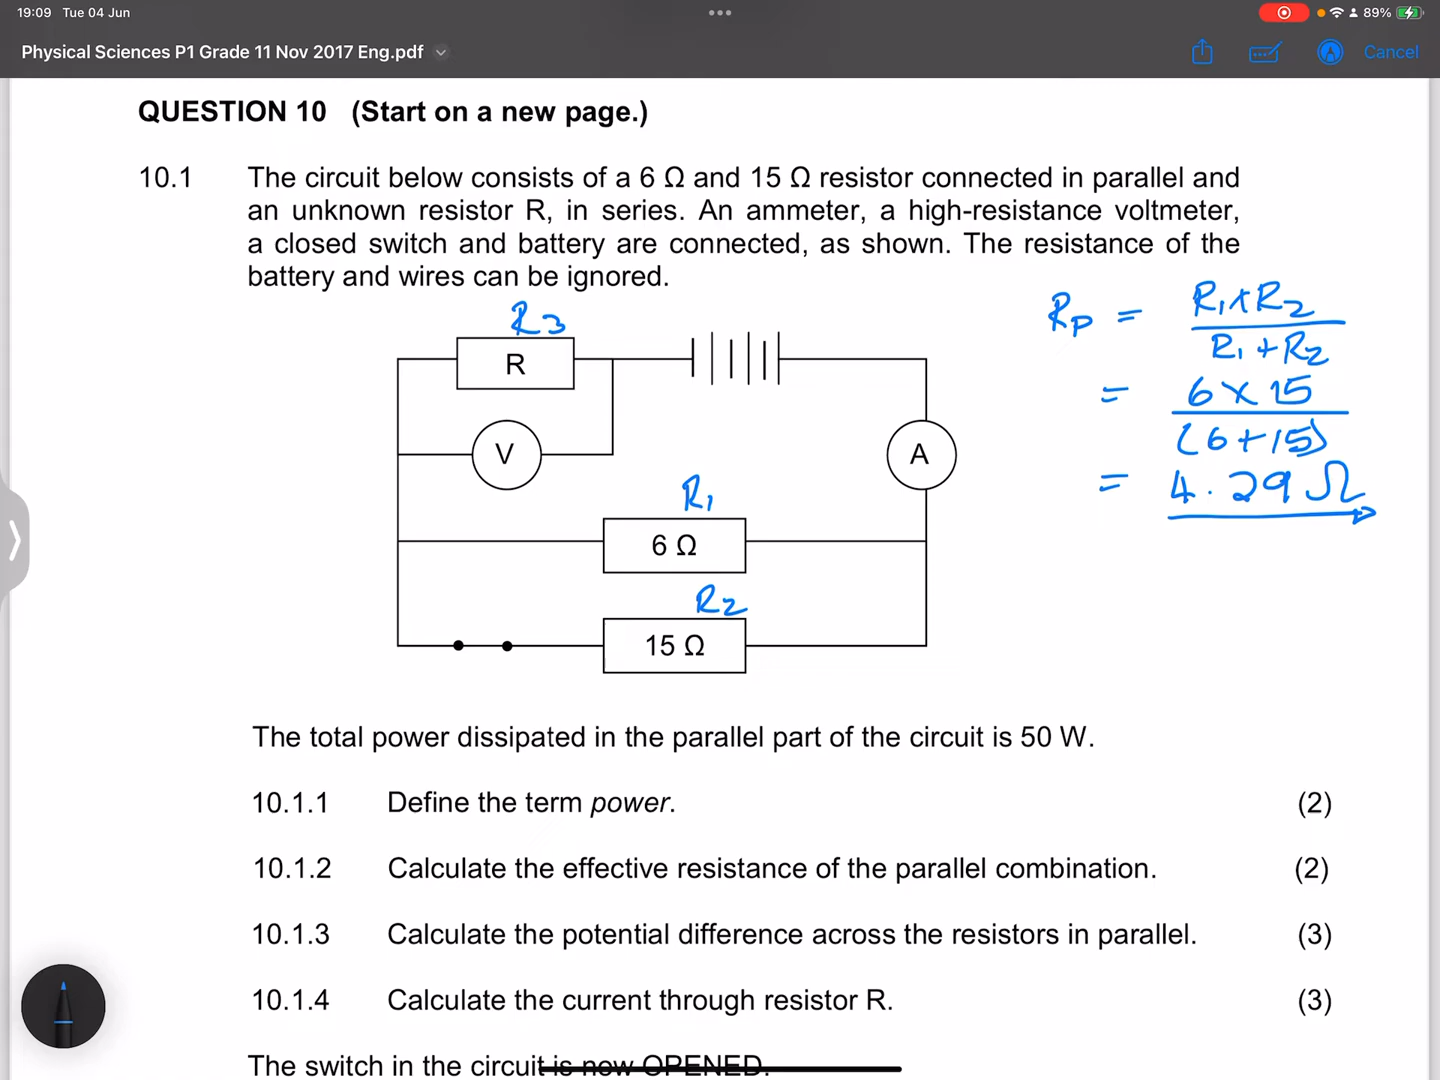 19:09 Tue 04 Jun
89%
Physical Sciences P1 Grade 11 Nov 2017 Eng.pdf
Cancel
QUESTION 10 (Start on a new page.)
10.1 The circuit below consists of a 6 Ω and 15 Ω resistor connected in parallel and
an unknown resistor R, in series. An ammeter, a high-resistance voltmeter,
a closed switch and battery are connected, as shown. The resistance of the
battery and wires can be ignored.
R3
R
V
A
R1
6 Ω
R2
15 Ω
Rp = R1 x R2
R1 + R2
= 6 x 15
(6+15)
= 4.29 Ω
The total power dissipated in the parallel part of the circuit is 50 W.
10.1.1 Define the term power. (2)
10.1.2 Calculate the effective resistance of the parallel combination. (2)
10.1.3 Calculate the potential difference across the resistors in parallel. (3)
10.1.4 Calculate the current through resistor R. (3)
The switch in the circuit is now OPENED.